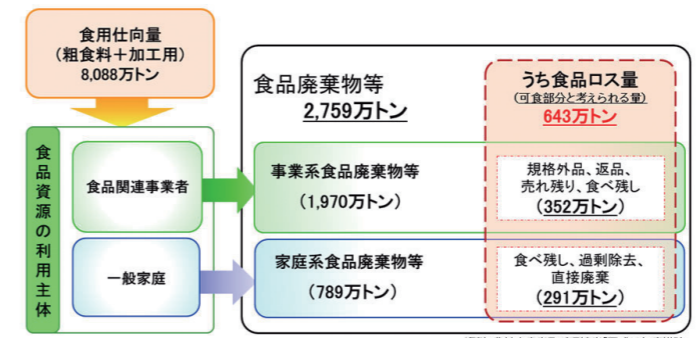 食用仕向量
(粗食料+加工用)
8,088万トン
食品資源の利用主体
食品関連事業者
一般家庭
食品廃棄物等
2,759万トン
うち食品ロス量
(可食部分と考えられる量)
643万トン
事業系食品廃棄物等
(1,970万トン)
規格外品、返品、
売れ残り、食べ残し
(352万トン)
家庭系食品廃棄物等
(789万トン)
食べ残し、過剰除去、
直接廃棄
(291万トン)